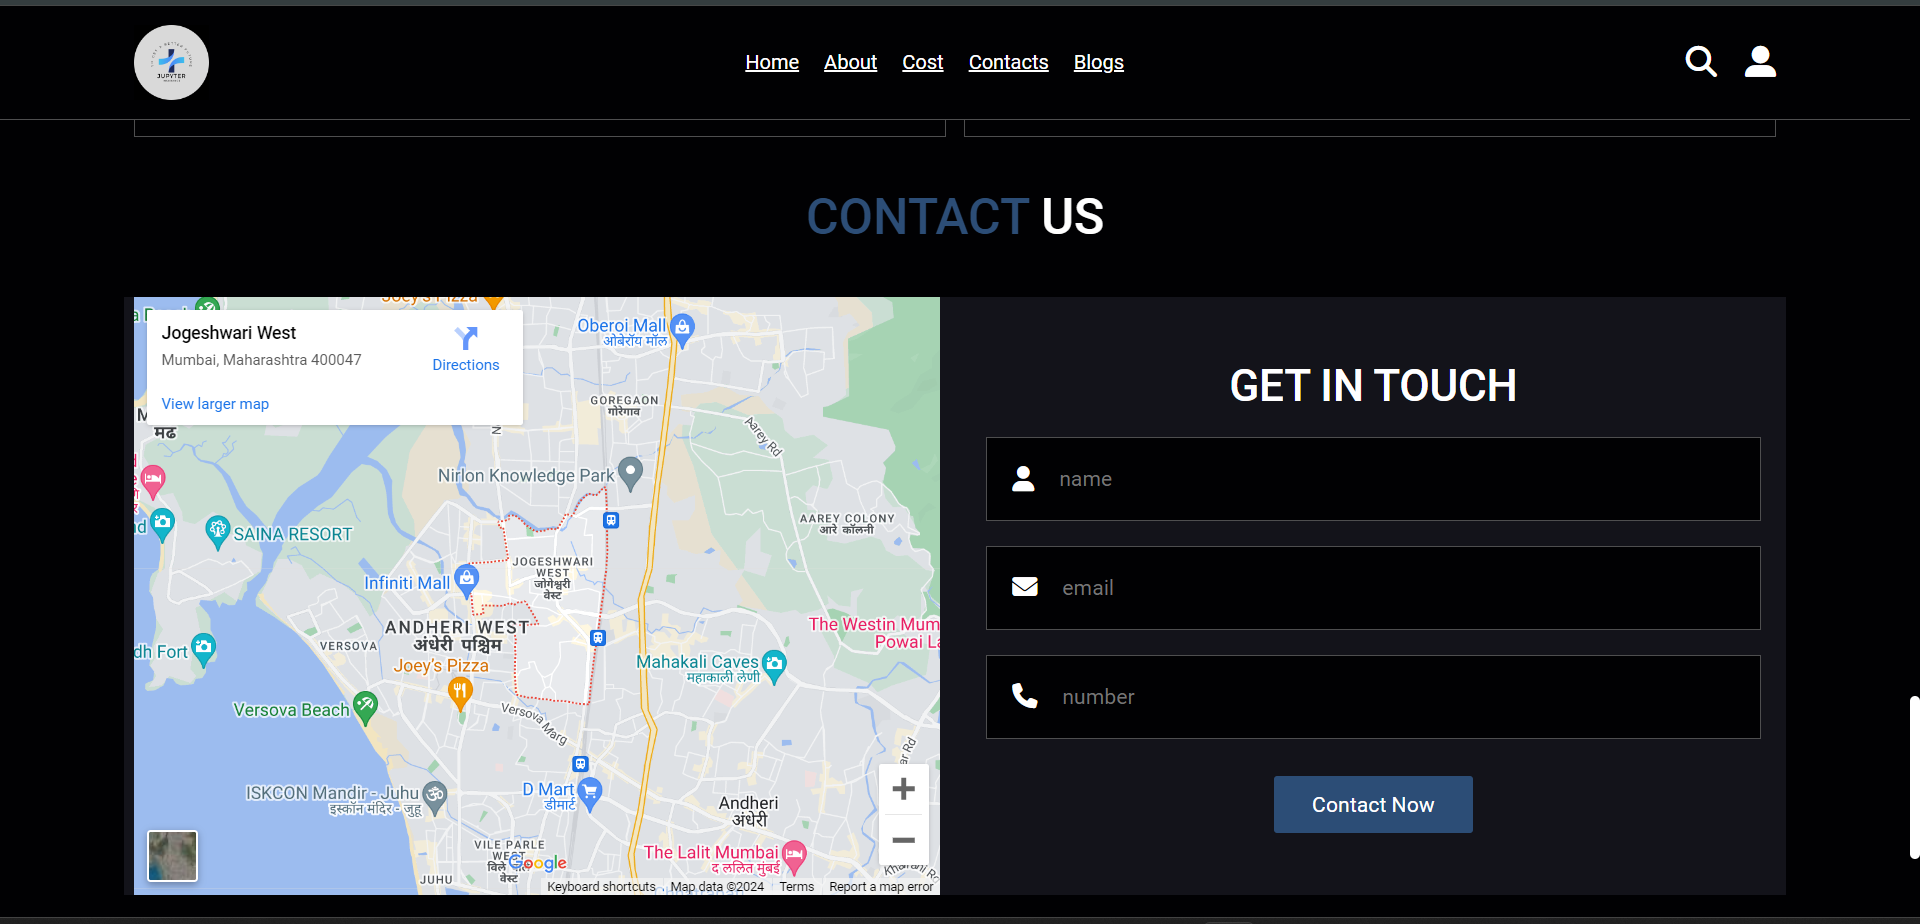 JUPYTER
Home
About
Cost
Contacts
Blogs
CONTACT US
Joey's Pizza
Jogeshwari West
Mumbai, Maharashtra 400047
Directions
View larger map
Oberoi Mall
ओबेरॉय मॉल
GOREGAON
गोरेगाव
मढ
Aarey Rd
Nirlon Knowledge Park
AAREY COLONY
आरे कॉलनी
SAINA RESORT
JOGESHWARI
WEST
जोगेश्वरी
वेस्ट
Infiniti Mall
ANDHERI WEST
अंधेरी पश्चिम
The Westin Mum
Powai La
VERSOVA
dh Fort
Joey's Pizza
Mahakali Caves
महाकाली लेणी
Versova Beach
Versova Marg
ISKCON Mandir - Juhu
इस्कॉन मंदिर - जुहू
D Mart
डीमार्ट
Andheri
अंधेरी
VILE PARLE
WEST
वेस्ट
Google
The Lalit Mumbai
द ललित मुंबई
JUHU
Keyboard shortcuts
Map data ©2024
Terms
Report a map error
GET IN TOUCH
name
email
number
Contact Now